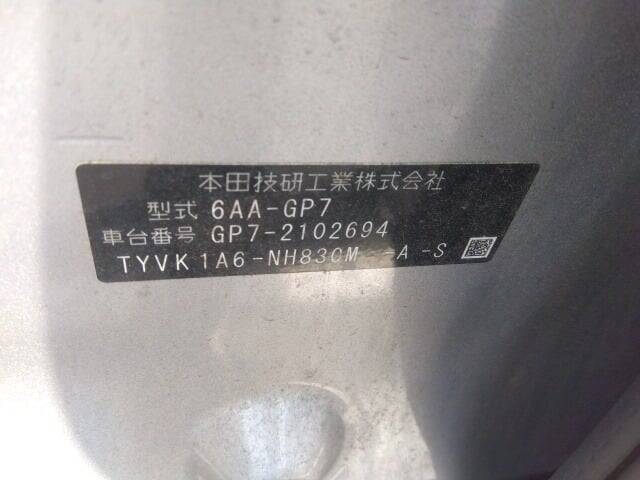 本田技研工業株式会社
型式 6AA-GP7
車台番号 GP7-2102694
TYVK1A6-NH830M -A -S